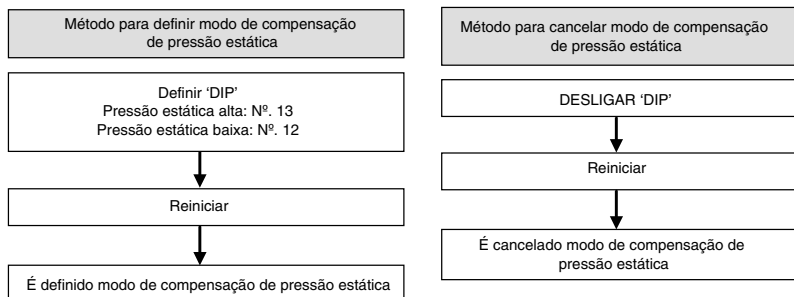 Método para definir modo de compensação
de pressão estática
Definir ‘DIP’
Pressão estática alta: Nº. 13
Pressão estática baixa: Nº. 12
Reiniciar
É definido modo de compensação de pressão estática
Método para cancelar modo de compensação
de pressão estática
DESLIGAR ‘DIP’
Reiniciar
É cancelado modo de compensação de
pressão estática